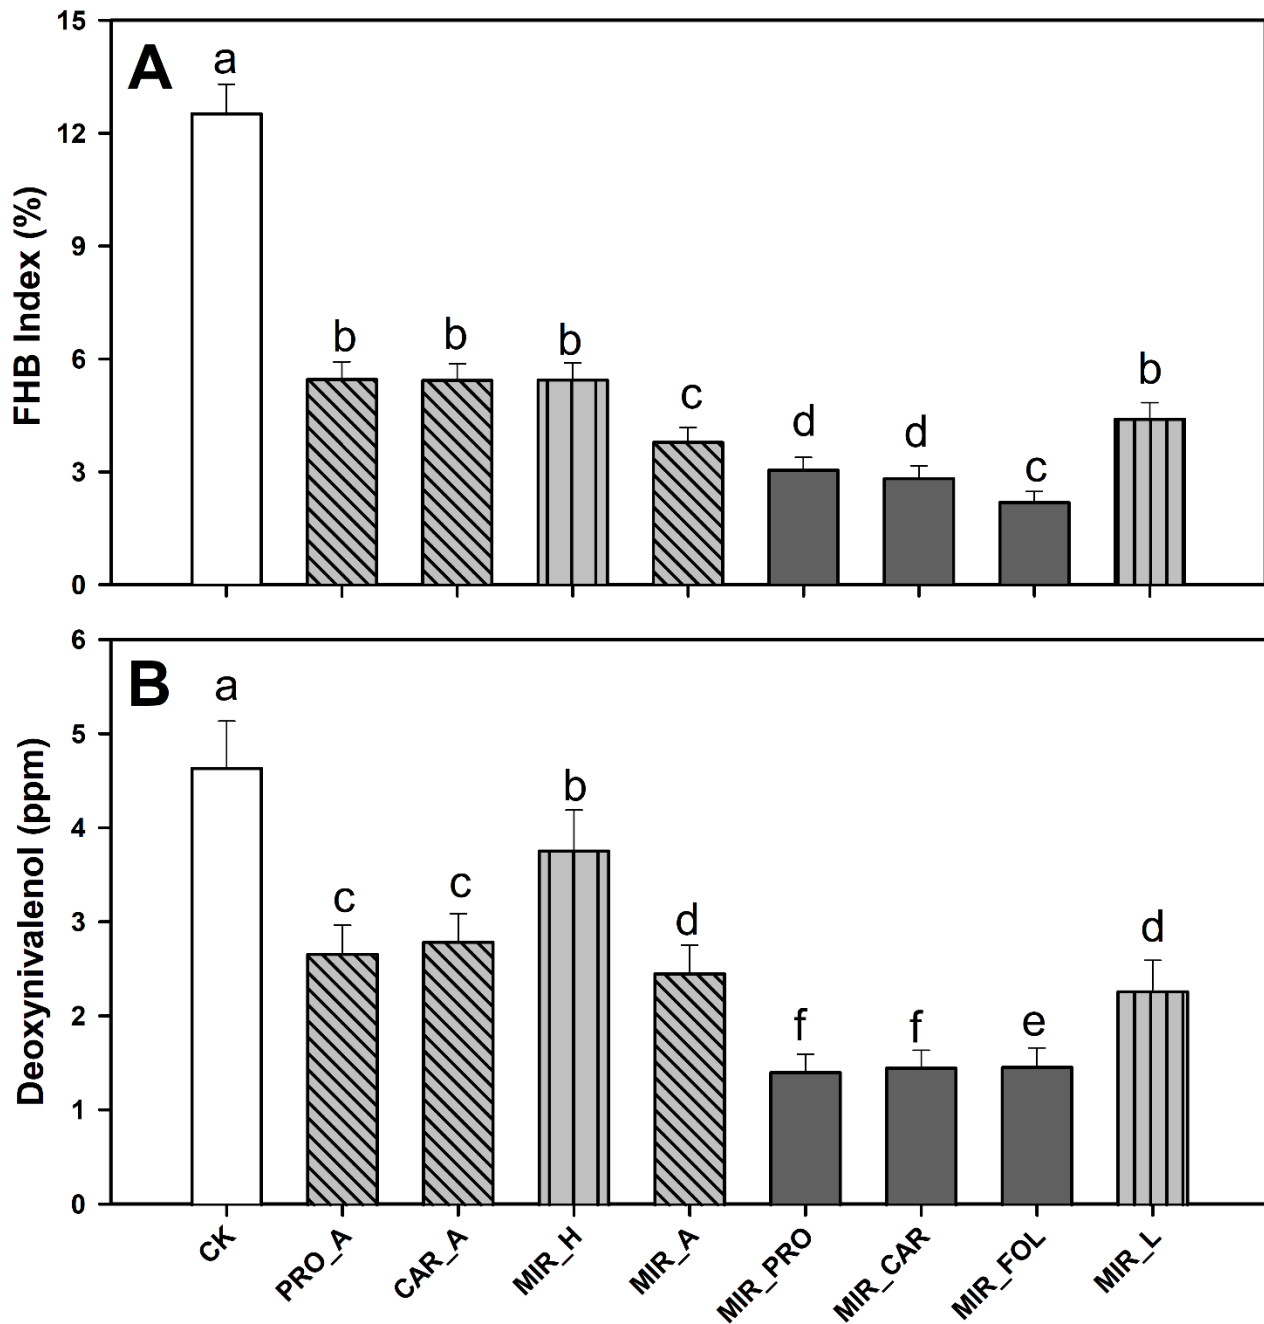 A
a
b
b
b
c
d
d
c
b
15
12
9
6
3
0
FHB Index (%)
B
a
c
c
b
d
f
f
e
d
6
5
4
3
2
1
0
Deoxynivalenol (ppm)
CK
PRO_A
CAR_A
MIR_H
MIR_A
MIR_PRO
MIR_CAR
MIR_FOL
MIR_L